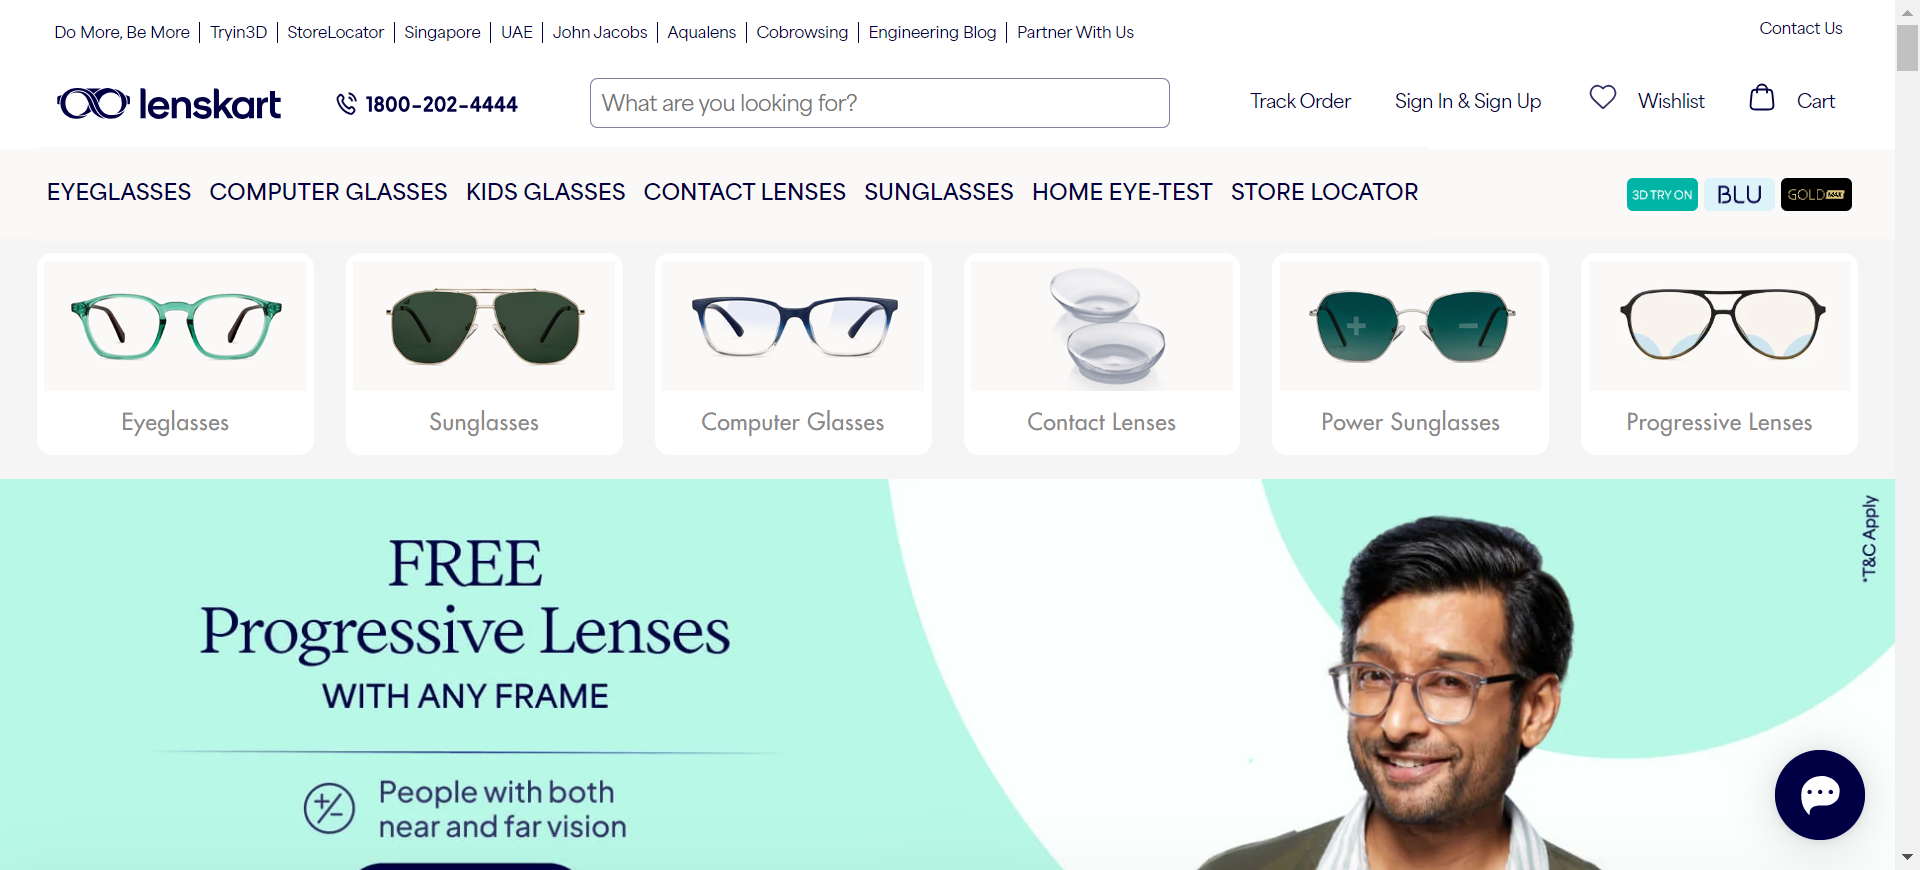 Do More, Be More Tryin3D StoreLocator Singapore UAE John Jacobs Aqualens Cobrowsing Engineering Blog Partner With Us Contact Us
lenskart 1800-202-4444 What are you looking for? Track Order Sign In & Sign Up Wishlist Cart
EYEGLASSES COMPUTER GLASSES KIDS GLASSES CONTACT LENSES SUNGLASSES HOME EYE-TEST STORE LOCATOR 3D TRY ON BLU GOLD MAX
Eyeglasses Sunglasses Computer Glasses Contact Lenses Power Sunglasses Progressive Lenses
*T&C Apply
FREE
Progressive Lenses
WITH ANY FRAME
People with both
near and far vision